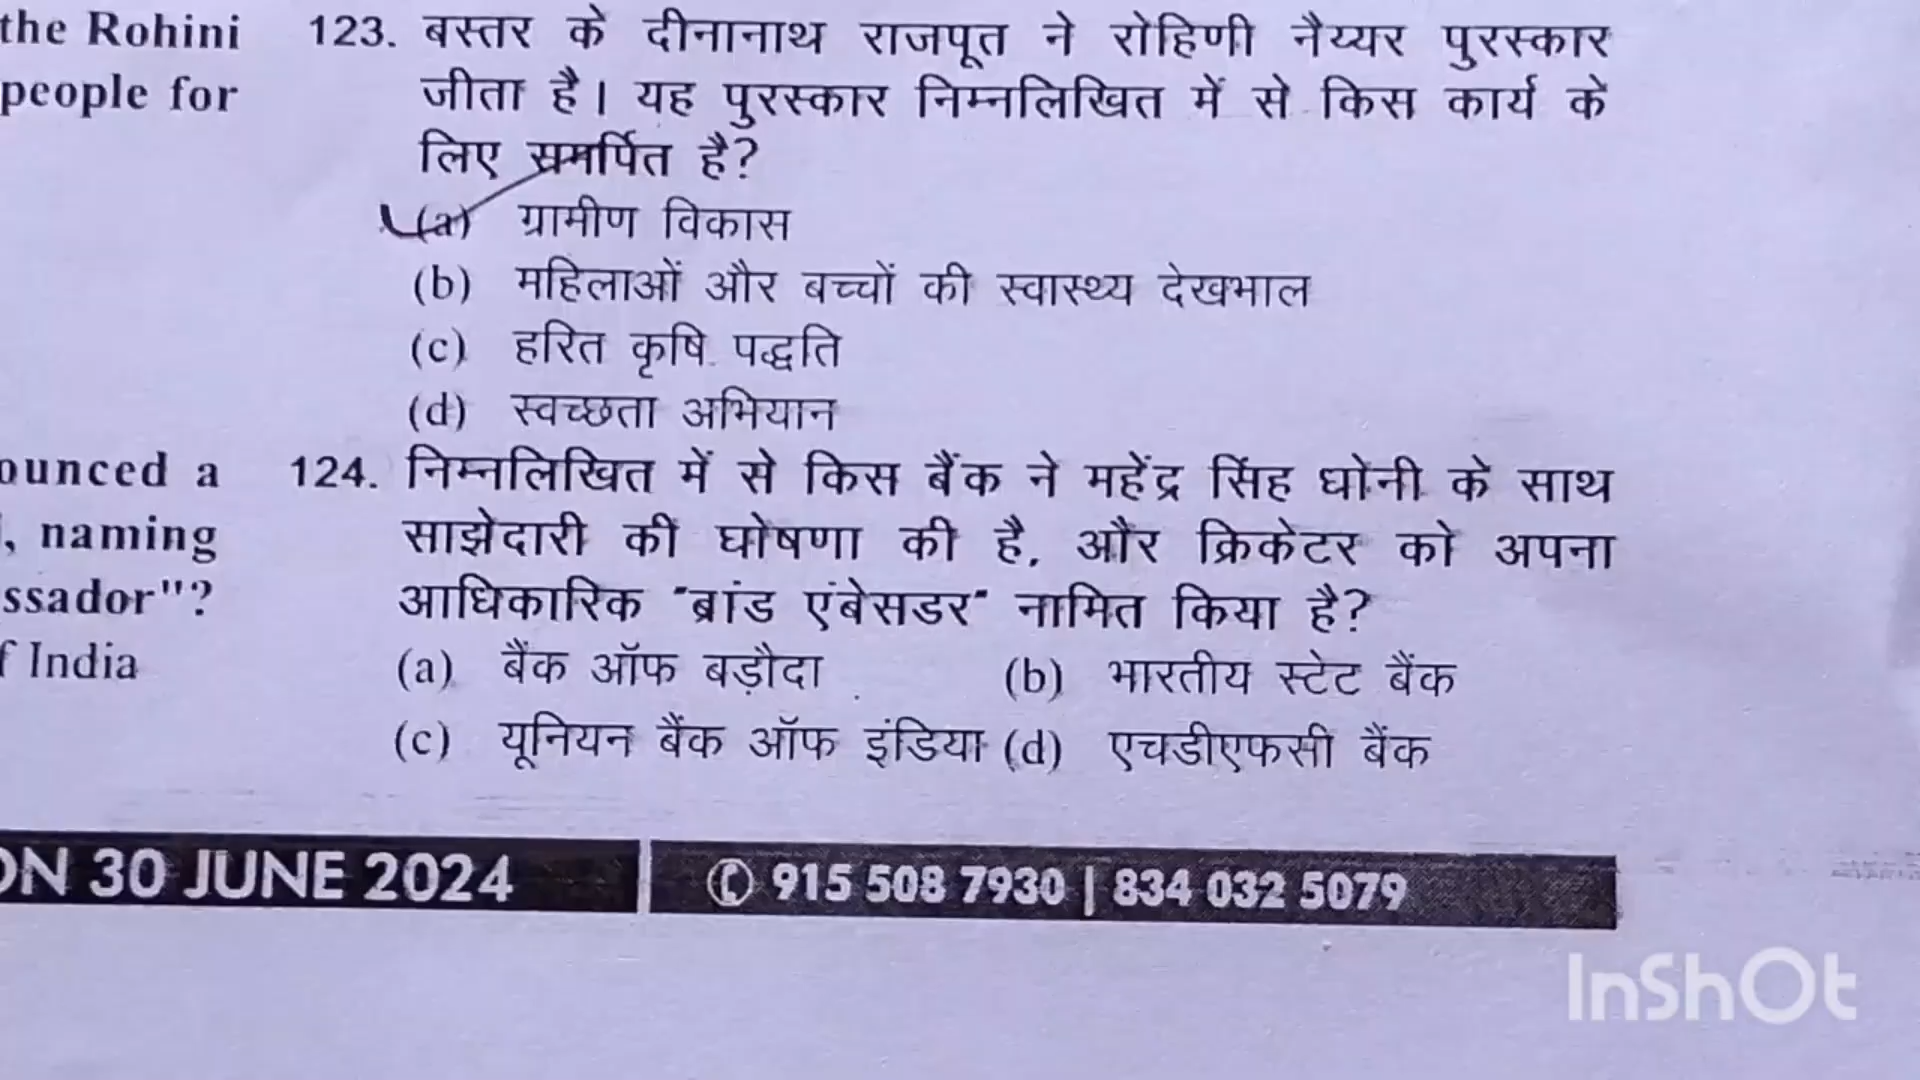 the Rohini
people for
123. बस्तर के दीनानाथ राजपूत ने रोहिणी नैय्यर पुरस्कार
जीता है। यह पुरस्कार निम्नलिखित में से किस कार्य के
लिए समर्पित है?
(a) ग्रामीण विकास
(b) महिलाओं और बच्चों की स्वास्थ्य देखभाल
(c) हरित कृषि पद्धति
(d) स्वच्छता अभियान
ounced a
, naming
ssador"?
f India
124. निम्नलिखित में से किस बैंक ने महेंद्र सिंह धोनी के साथ
साझेदारी की घोषणा की है, और क्रिकेटर को अपना
आधिकारिक "ब्रांड एंबेसडर" नामित किया है?
(a) बैंक ऑफ बड़ौदा (b) भारतीय स्टेट बैंक
(c) यूनियन बैंक ऑफ इंडिया (d) एचडीएफसी बैंक
ON 30 JUNE 2024
915 508 7930 | 834 032 5079
InShOt